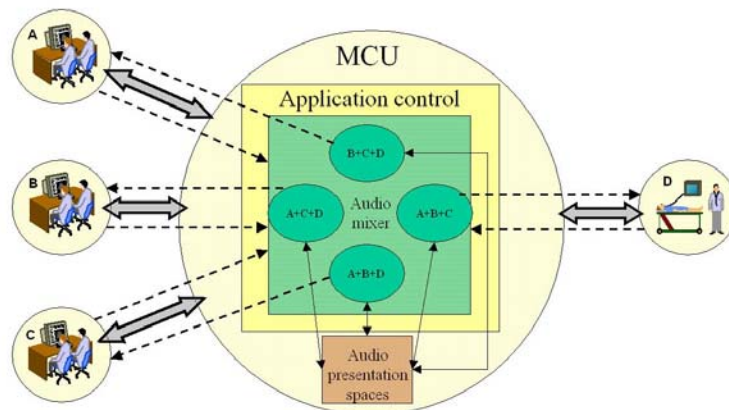 A
MCU
Application control
B+C+D
B
D
A+C+D
Audio
mixer
A+B+C
A+B+D
C
Audio
presentation
spaces